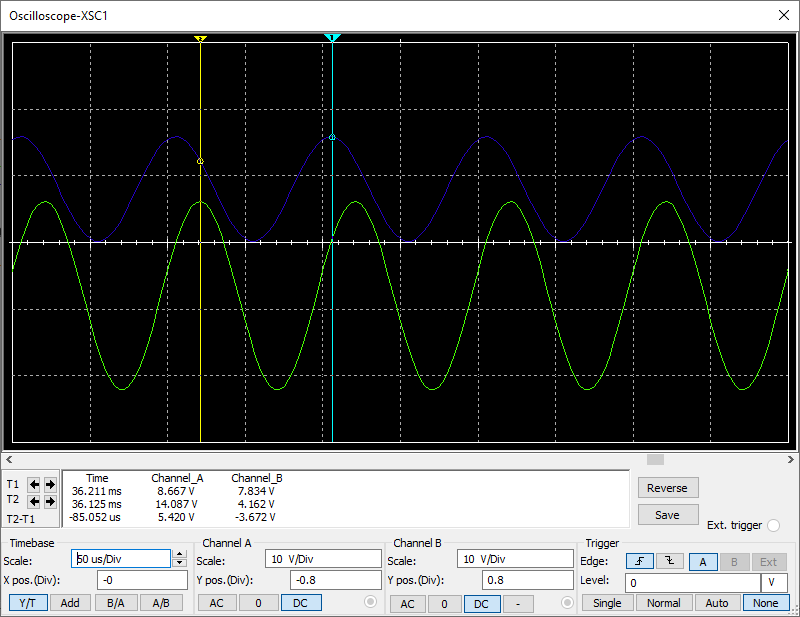 Oscilloscope-XSC1
2 1
Time Channel_A Channel_B
T1 36.211 ms 8.667 V 7.834 V
T2 36.125 ms 14.087 V 4.162 V
T2-T1 -85.052 us 5.420 V -3.672 V
Reverse
Save
Ext. trigger
Timebase
Scale: 50 us/Div
X pos.(Div): -0
Y/T Add B/A A/B
Channel A
Scale: 10 V/Div
Y pos.(Div): -0.8
AC 0 DC
Channel B
Scale: 10 V/Div
Y pos.(Div): 0.8
AC 0 DC -
Trigger
Edge: A B Ext
Level: 0 V
Single Normal Auto None